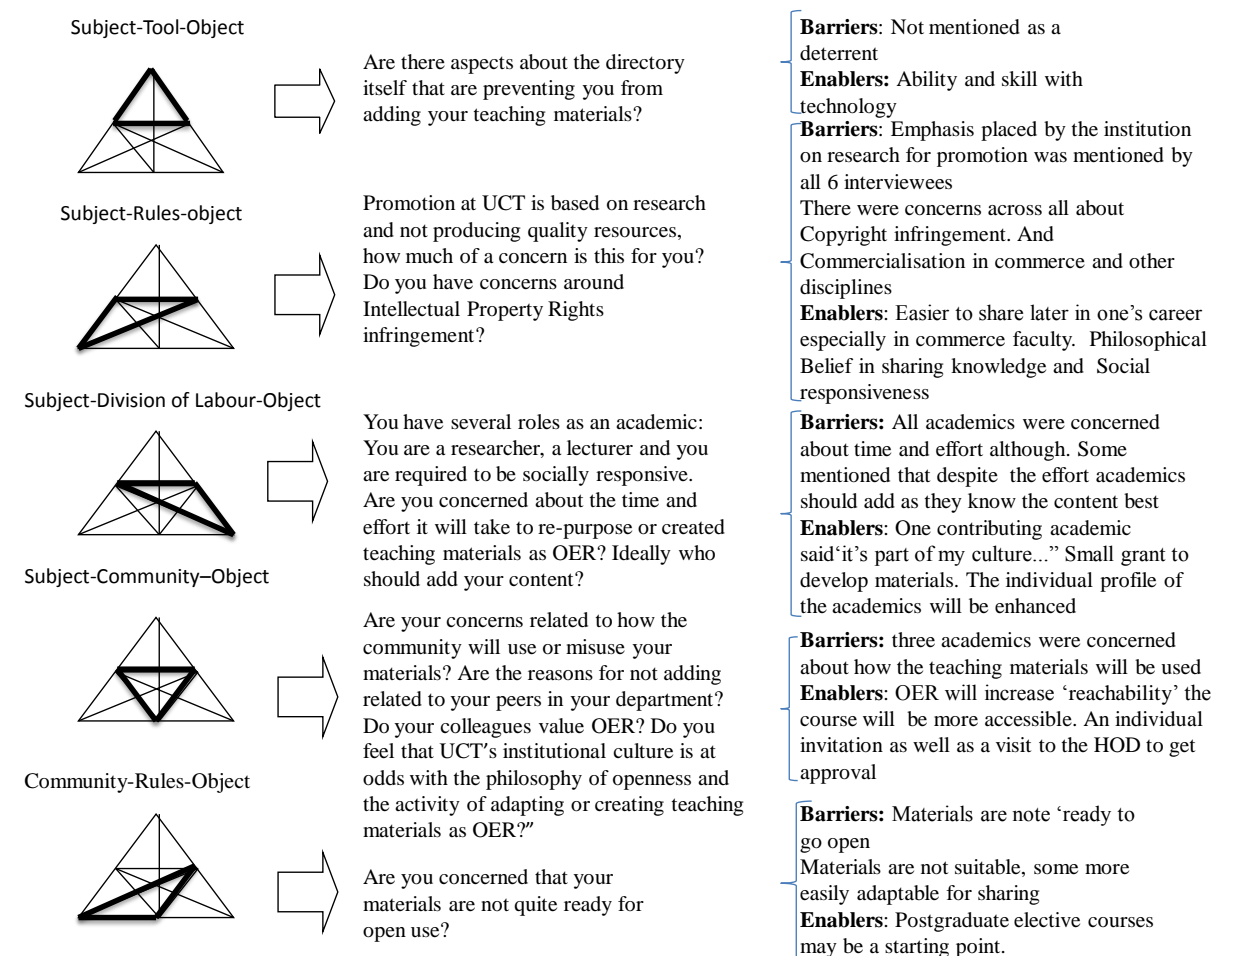 Subject-Tool-Object
Are there aspects about the directory
itself that are preventing you from
adding your teaching materials?
Barriers: Not mentioned as a
deterrent
Enablers: Ability and skill with
technology
Subject-Rules-object
Promotion at UCT is based on research
and not producing quality resources,
how much of a concern is this for you?
Do you have concerns around
Intellectual Property Rights
infringement?
Barriers: Emphasis placed by the institution
on research for promotion was mentioned by
all 6 interviewees
There were concerns across all about
Copyright infringement. And
Commercialisation in commerce and other
disciplines
Enablers: Easier to share later in one’s career
especially in commerce faculty. Philosophical
Belief in sharing knowledge and Social
responsiveness
Subject-Division of Labour-Object
You have several roles as an academic:
You are a researcher, a lecturer and you
are required to be socially responsive.
Are you concerned about the time and
effort it will take to re-purpose or created
teaching materials as OER? Ideally who
should add your content?
Barriers: All academics were concerned
about time and effort although. Some
mentioned that despite the effort academics
should add as they know the content best
Enablers: One contributing academic
said‘it’s part of my culture...” Small grant to
develop materials. The individual profile of
the academics will be enhanced
Subject-Community–Object
Are your concerns related to how the
community will use or misuse your
materials? Are the reasons for not adding
related to your peers in your department?
Do your colleagues value OER? Do you
feel that UCT’s institutional culture is at
odds with the philosophy of openness and
the activity of adapting or creating teaching
materials as OER?”
Barriers: three academics were concerned
about how the teaching materials will be used
Enablers: OER will increase ‘reachability’ the
course will be more accessible. An individual
invitation as well as a visit to the HOD to get
approval
Community-Rules-Object
Are you concerned that your
materials are not quite ready for
open use?
Barriers: Materials are note ‘ready to
go open
Materials are not suitable, some more
easily adaptable for sharing
Enablers: Postgraduate elective courses
may be a starting point.